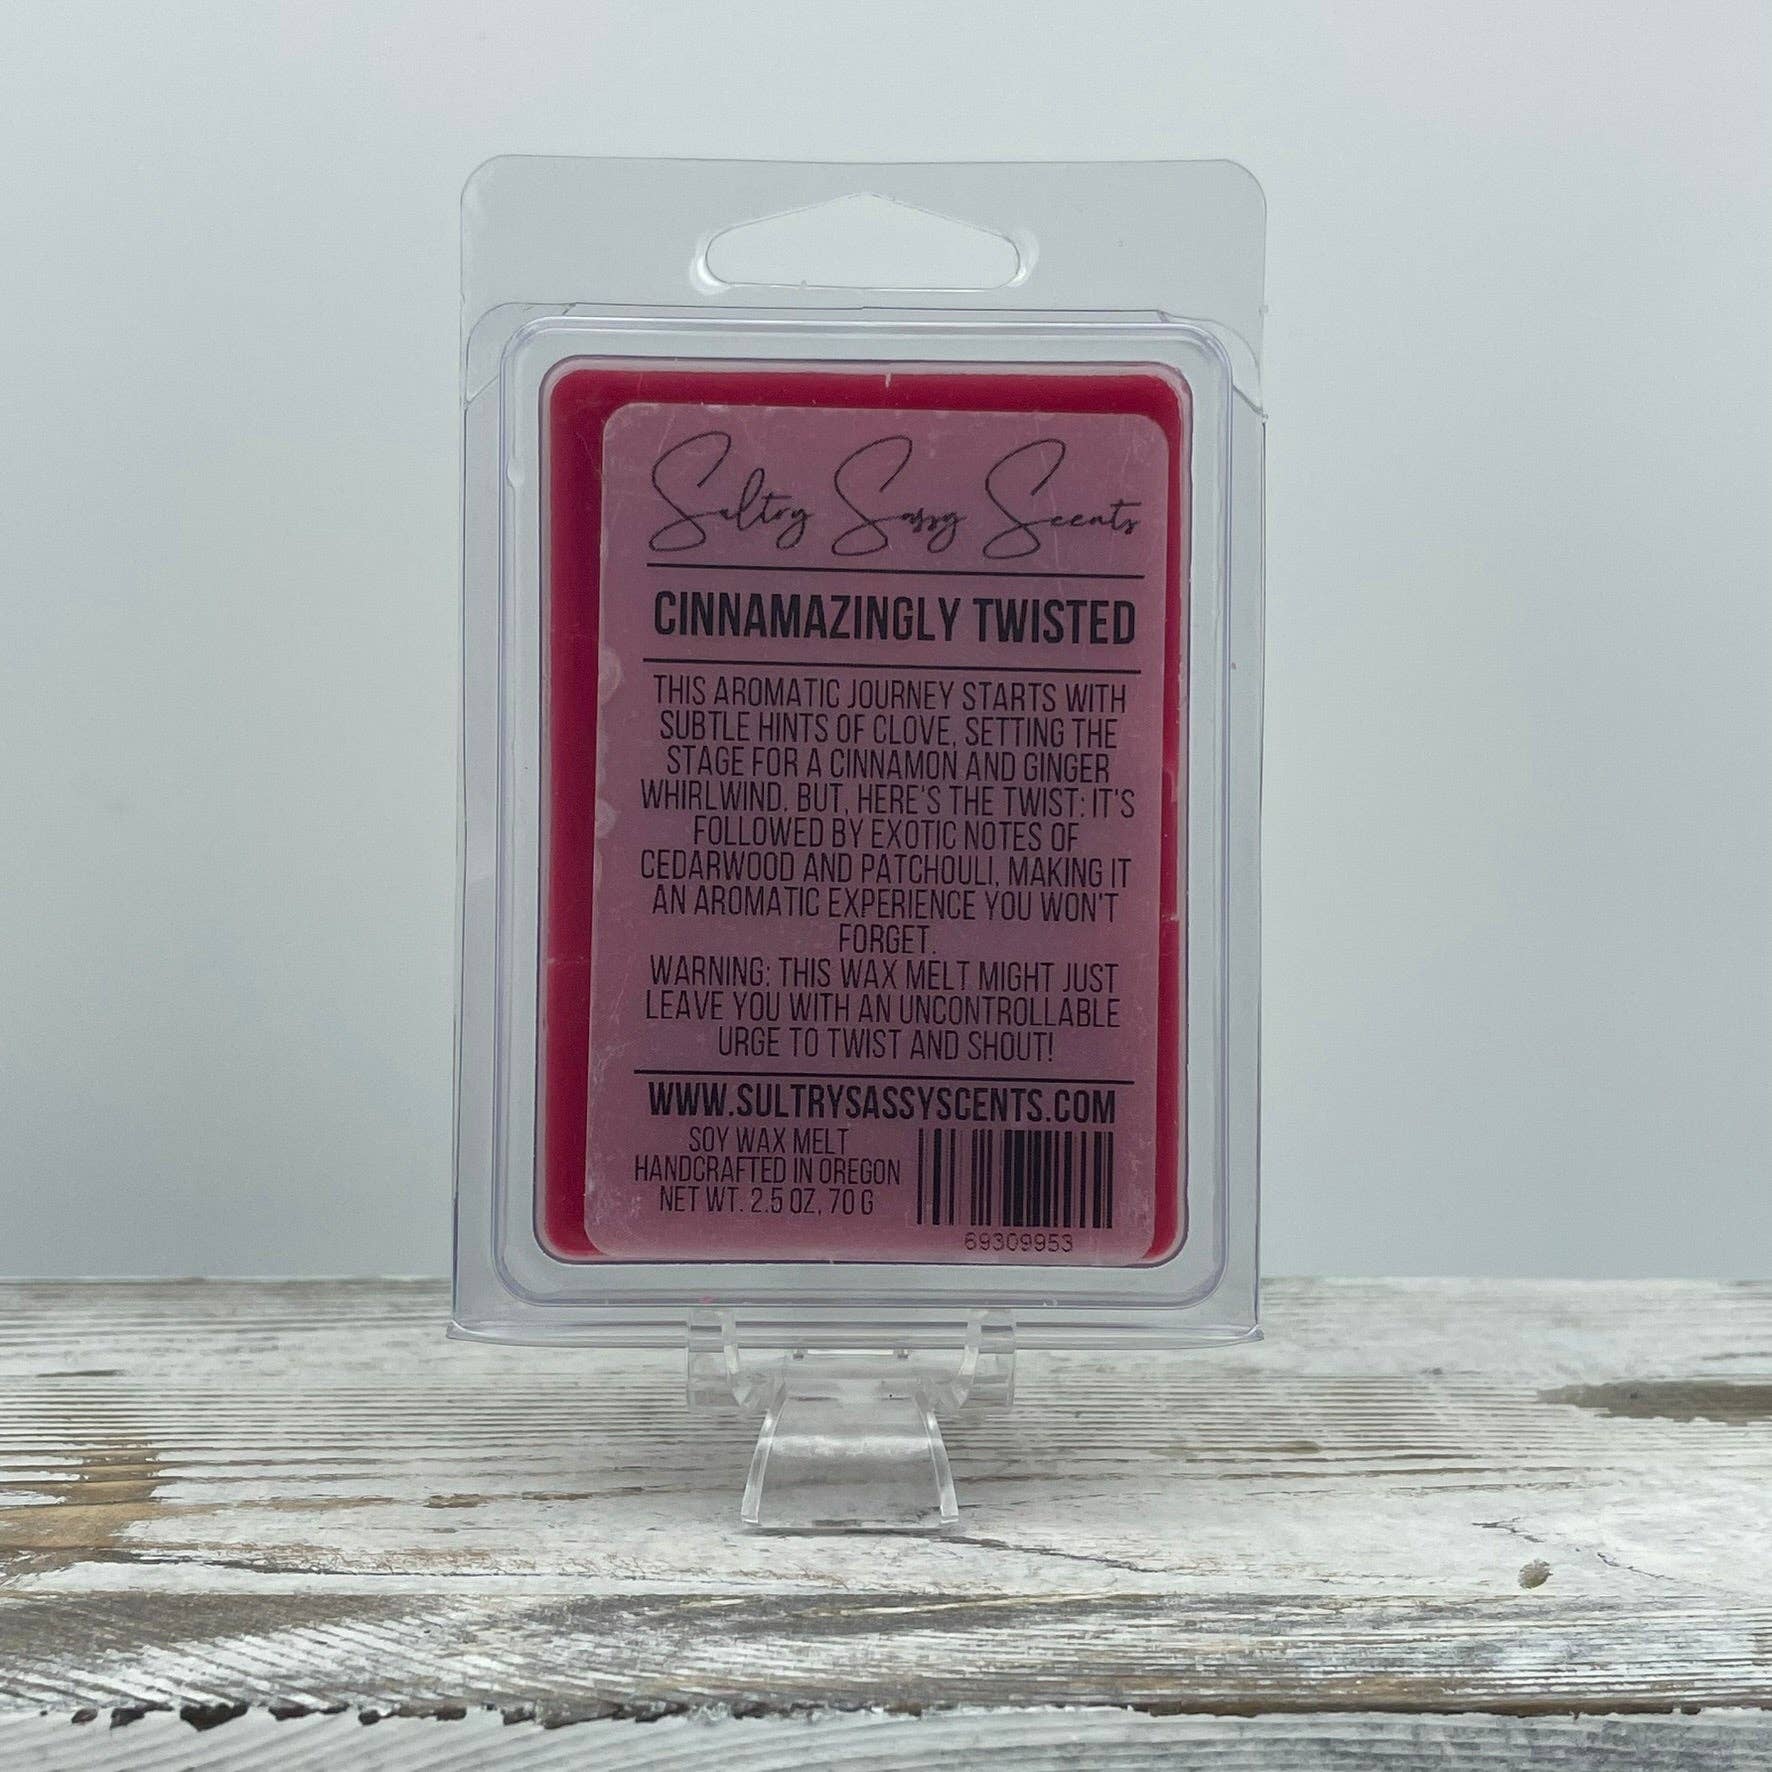 Sultry Sassy Scents
CINNAMAZINGLY TWISTED
THIS AROMATIC JOURNEY STARTS WITH
SUBTLE HINTS OF CLOVE, SETTING THE
STAGE FOR A CINNAMON AND GINGER
WHIRLWIND. BUT, HERE'S THE TWIST: IT'S
FOLLOWED BY EXOTIC NOTES OF
CEDARWOOD AND PATCHOULI, MAKING IT
AN AROMATIC EXPERIENCE YOU WON'T
FORGET.
WARNING: THIS WAX MELT MIGHT JUST
LEAVE YOU WITH AN UNCONTROLLABLE
URGE TO TWIST AND SHOUT!
WWW.SULTRYSASSYSCENTS.COM
SOY WAX MELT
HANDCRAFTED IN OREGON
NET WT. 2.5 OZ, 70 G
69309953